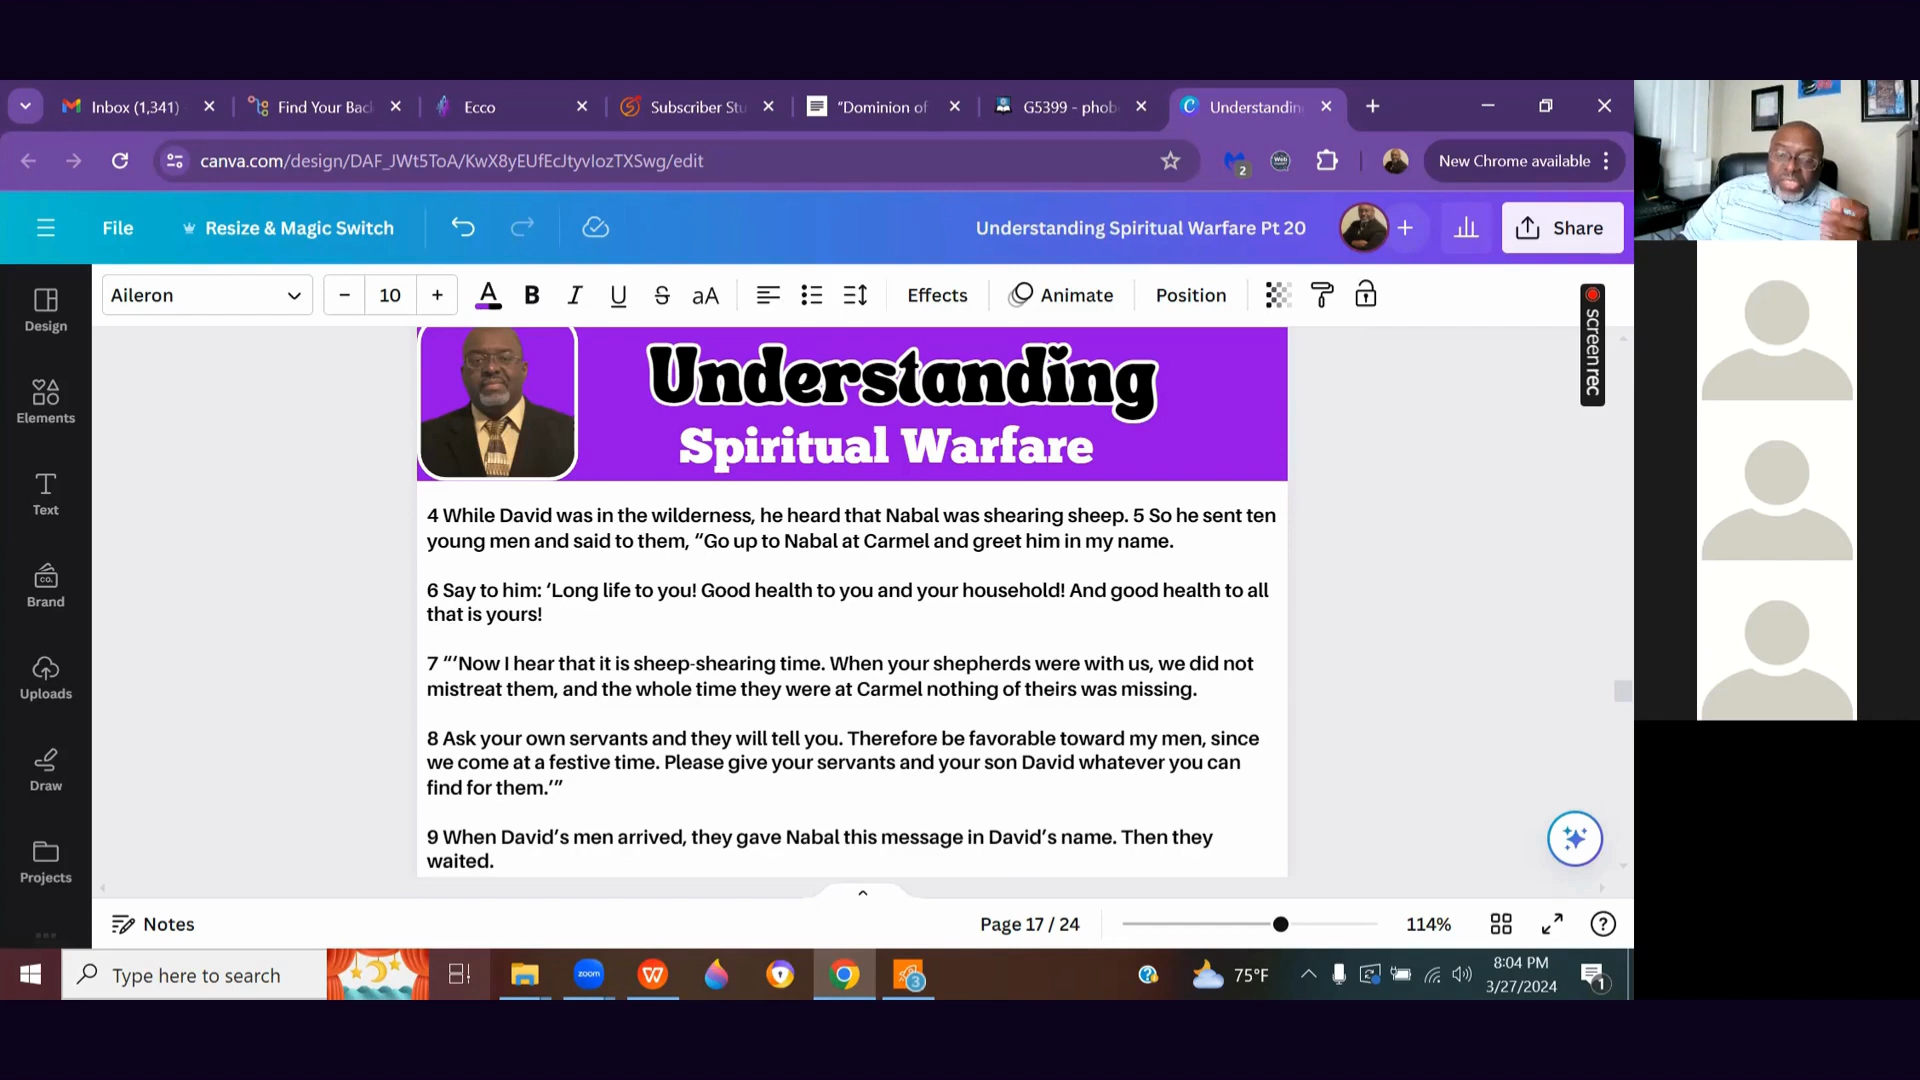 Inbox (1,341)
Find Your Bac
Ecco
Subscriber Stu
"Dominion of
G5399 - phob
Understandin
canva.com/design/DAF_JWt5ToA/KwX8yEUfEcJtyvIozTXSwg/edit
2
New Chrome available
File
Resize & Magic Switch
Understanding Spiritual Warfare Pt 20
Share
Aileron
10
A
B
I
U
S
aA
Effects
Animate
Position
screenrec
Design
Elements
Text
Brand
Uploads
Draw
Projects
Understanding
Spiritual Warfare
4 While David was in the wilderness, he heard that Nabal was shearing sheep. 5 So he sent ten
young men and said to them, “Go up to Nabal at Carmel and greet him in my name.
6 Say to him: ‘Long life to you! Good health to you and your household! And good health to all
that is yours!
7 “‘Now I hear that it is sheep-shearing time. When your shepherds were with us, we did not
mistreat them, and the whole time they were at Carmel nothing of theirs was missing.
8 Ask your own servants and they will tell you. Therefore be favorable toward my men, since
we come at a festive time. Please give your servants and your son David whatever you can
find for them.’”
9 When David’s men arrived, they gave Nabal this message in David’s name. Then they
waited.
Notes
Page 17 / 24
114%
Type here to search
zoom
3
75°F
8:04 PM
3/27/2024
1